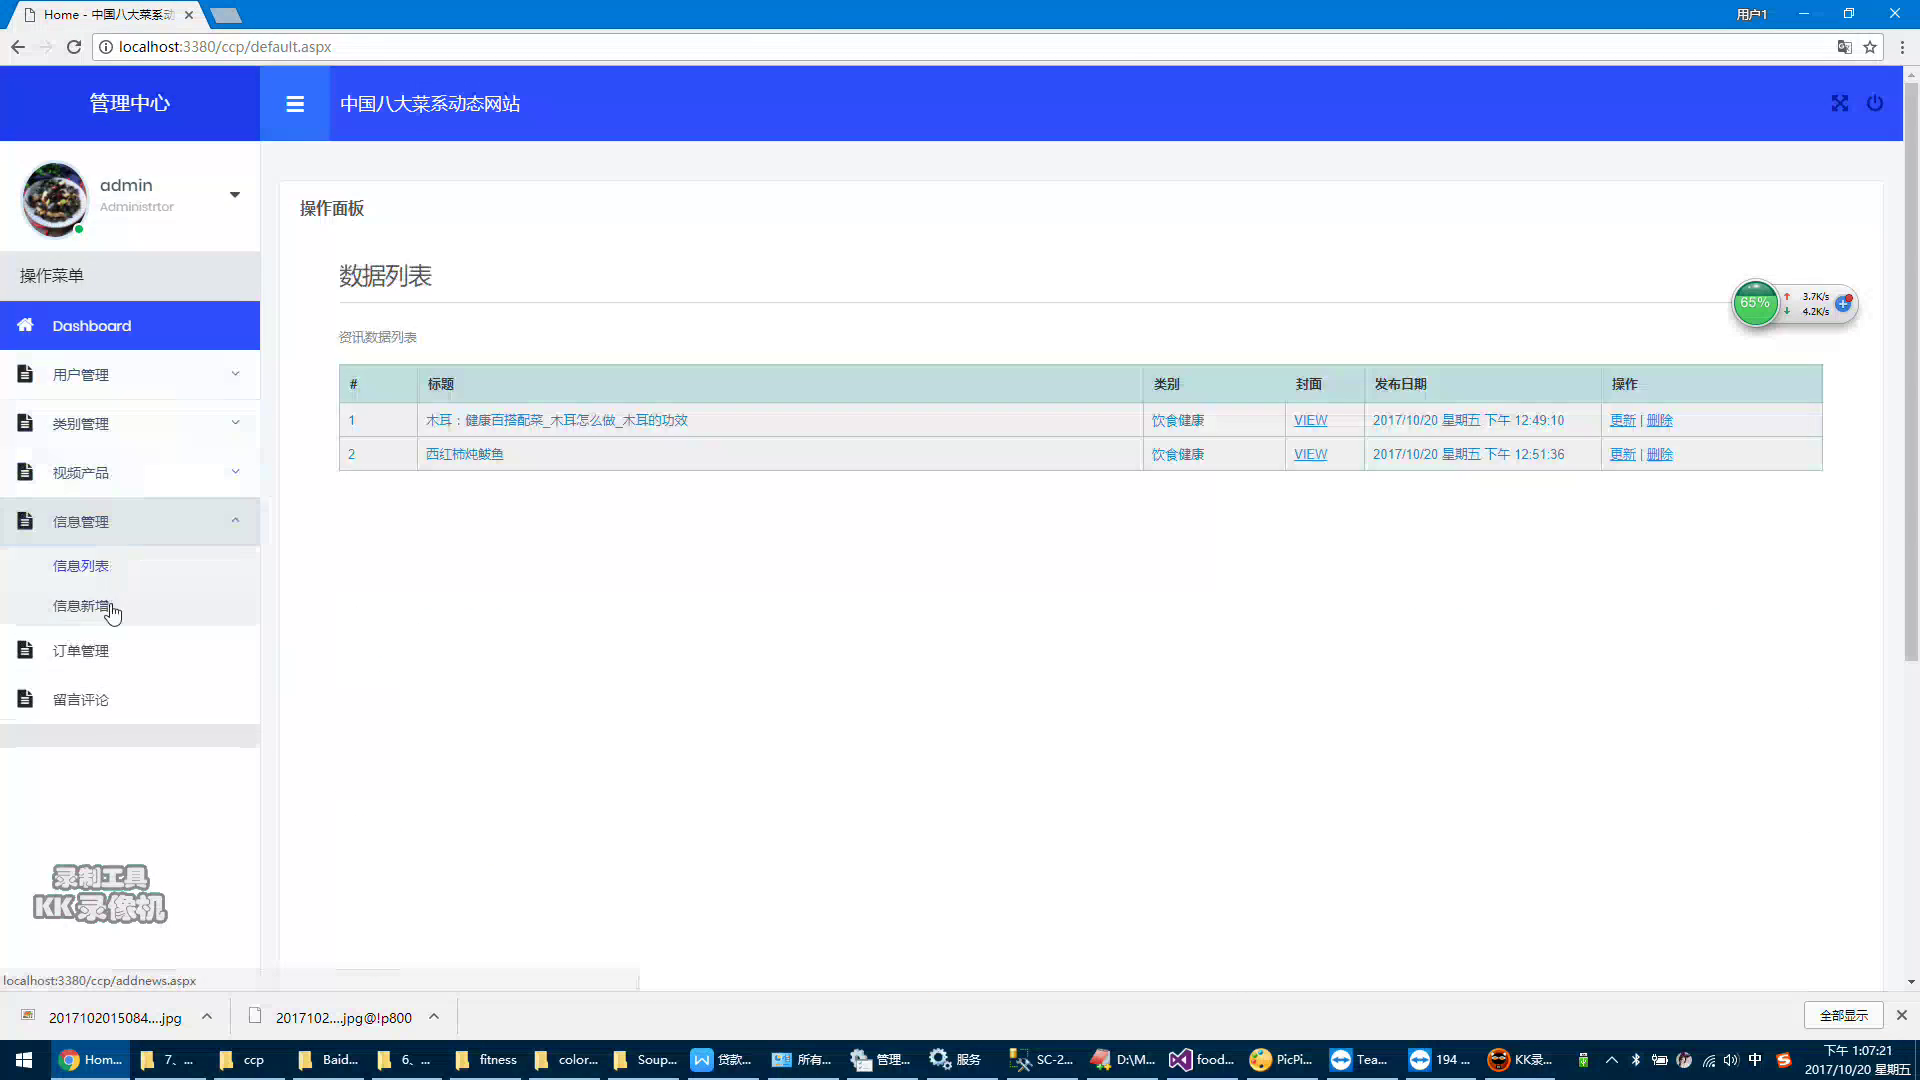 Home - 中国八大菜系动态
用户1
localhost:3380/ccp/default.aspx
管理中心
中国八大菜系动态网站
admin
Administrtor
操作菜单
Dashboard
用户管理
类别管理
视频产品
信息管理
信息列表
信息新增
订单管理
留言评论
操作面板
数据列表
资讯数据列表
# 标题 类别 封面 发布日期 操作
1 木耳：健康百搭配菜_木耳怎么做_木耳的功效 饮食健康 VIEW 2017/10/20 星期五 下午 12:49:10 更新 | 删除
2 西红柿炖鲅鱼 饮食健康 VIEW 2017/10/20 星期五 下午 12:51:36 更新 | 删除
65%
3.7K/s
4.2K/s
录制工具
KK录像机
localhost:3380/ccp/addnews.aspx
2017102015084....jpg
2017102....jpg@!p800
全部显示
Hom...
7、...
ccp
Baid...
6、...
fitness
color...
Soup...
贷款...
所有...
管理...
服务
SC-2...
D:\M...
food...
PicPi...
Tea...
194 ...
KK录...
中
下午 1:07:21
2017/10/20 星期五